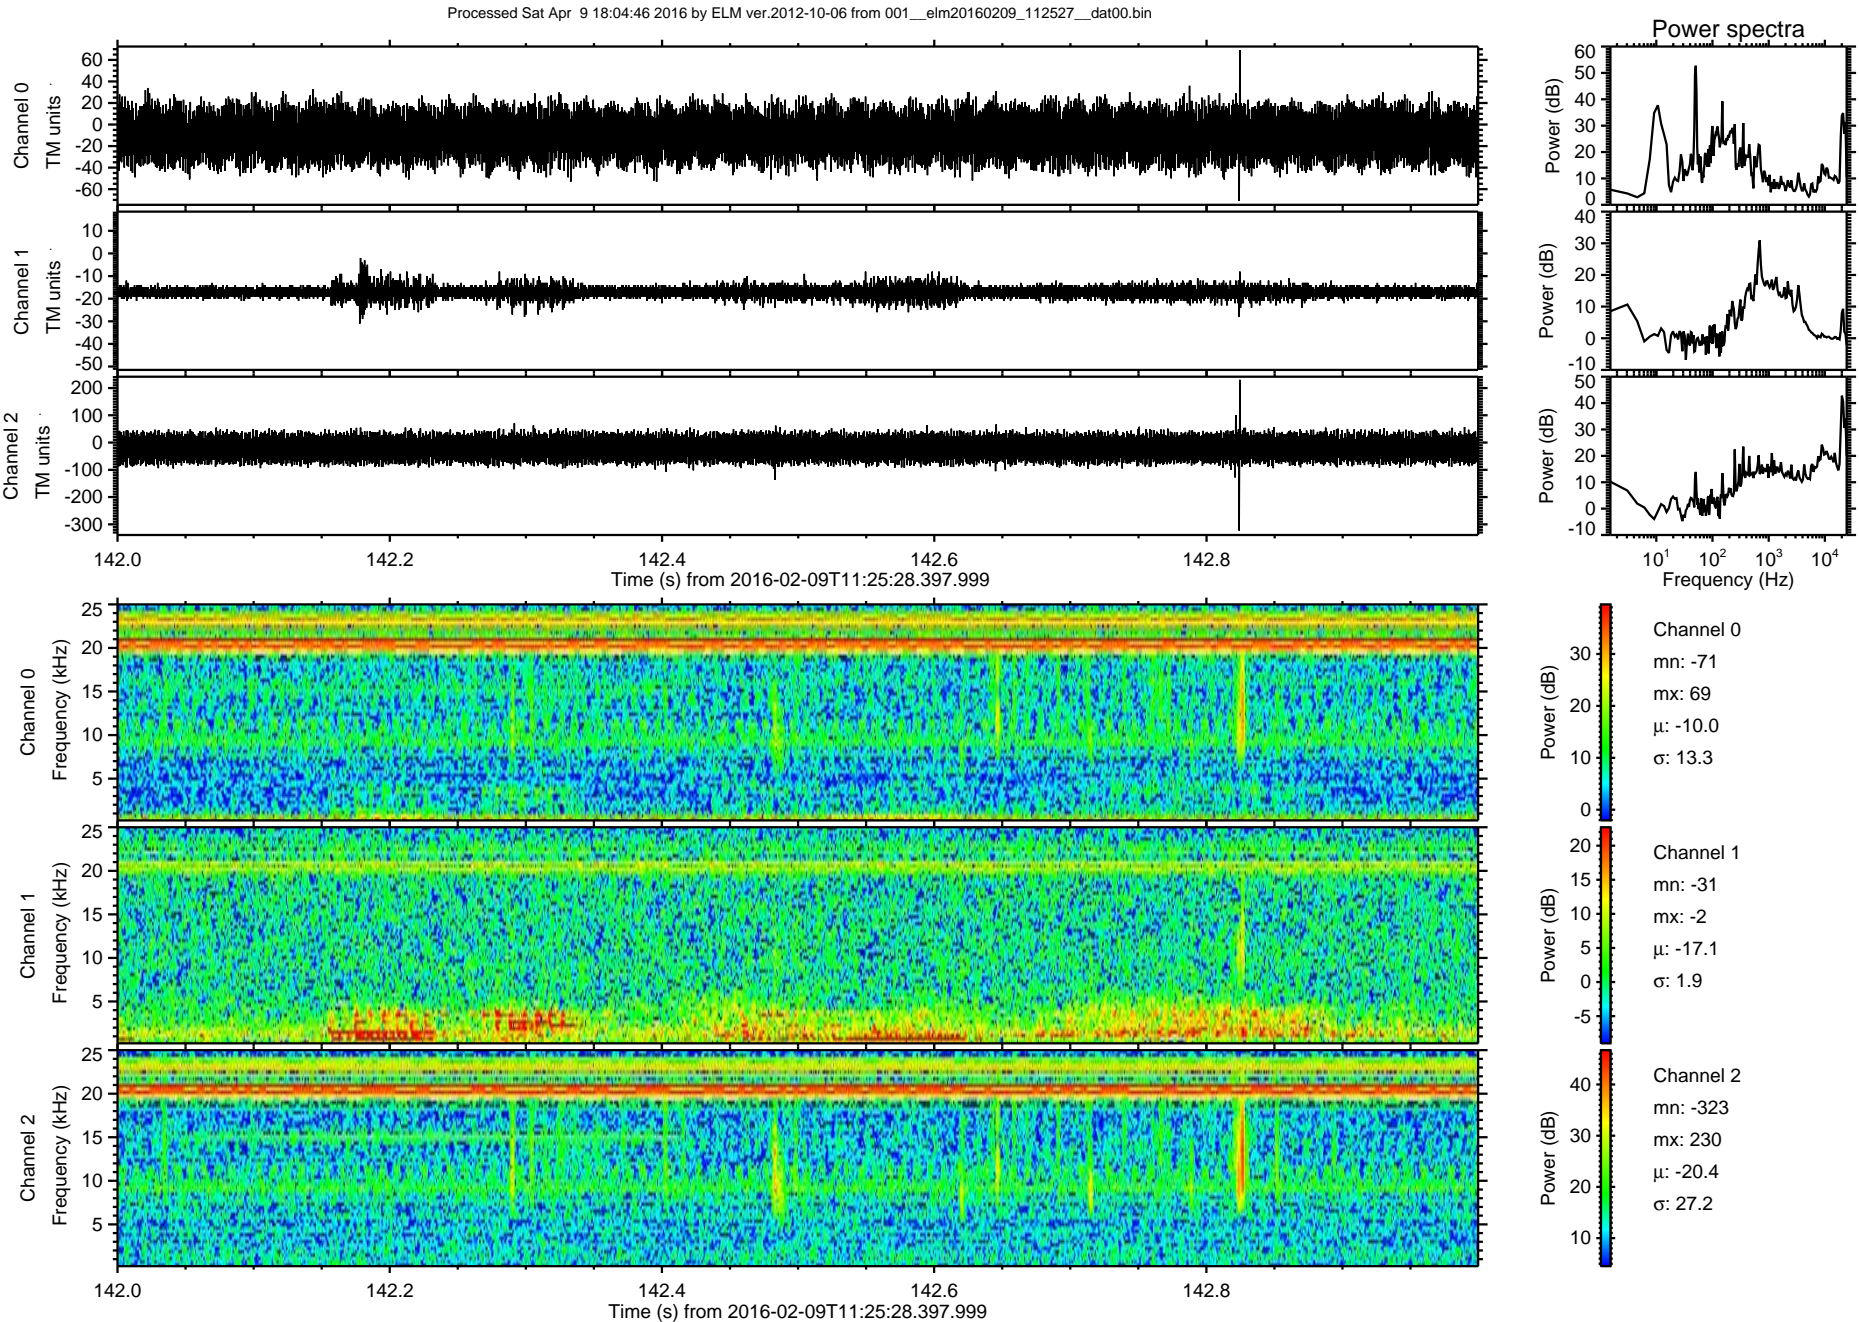 Processed Sat Apr  9 18:04:46 2016 by ELM ver.2012-10-06 from 001__elm20160209_112527__dat00.bin
Power spectra
Channel 0
TM units
60
40
20
0
-20
-40
-60
Power (dB)
60
50
40
30
20
10
0
Channel 1
TM units
10
0
-10
-20
-30
-40
-50
Power (dB)
40
30
20
10
0
-10
Channel 2
TM units
200
100
0
-100
-200
-300
Power (dB)
50
40
30
20
10
0
-10
142.0 142.2 142.4 142.6 142.8
Time (s) from 2016-02-09T11:25:28.397.999
10¹ 10² 10³ 10⁴
Frequency (Hz)
Channel 0
Frequency (kHz)
25
20
15
10
5
Power (dB)
30
20
10
0
Channel 0
mn: -71
mx: 69
µ: -10.0
σ: 13.3
Channel 1
Frequency (kHz)
25
20
15
10
5
Power (dB)
20
15
10
5
0
-5
Channel 1
mn: -31
mx: -2
µ: -17.1
σ: 1.9
Channel 2
Frequency (kHz)
25
20
15
10
5
Power (dB)
40
30
20
10
Channel 2
mn: -323
mx: 230
µ: -20.4
σ: 27.2
142.0 142.2 142.4 142.6 142.8
Time (s) from 2016-02-09T11:25:28.397.999